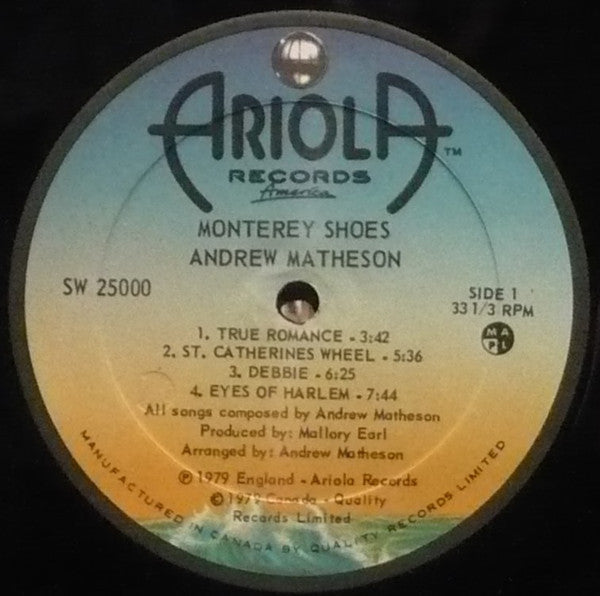 ARIOLA™
RECORDS
America
MONTEREY SHOES
ANDREW MATHESON
SW 25000
SIDE 1
33 1/3 RPM
M A
P L
1. TRUE ROMANCE - 3:42
2. ST. CATHERINES WHEEL - 5:36
3. DEBBIE - 6:25
4. EYES OF HARLEM - 7:44
All songs composed by Andrew Matheson
Produced by: Mallory Earl
Arranged by: Andrew Matheson
℗ 1979 England - Ariola Records
© 1979 Canada - Quality
Records Limited
MANUFACTURED IN CANADA BY QUALITY RECORDS LIMITED